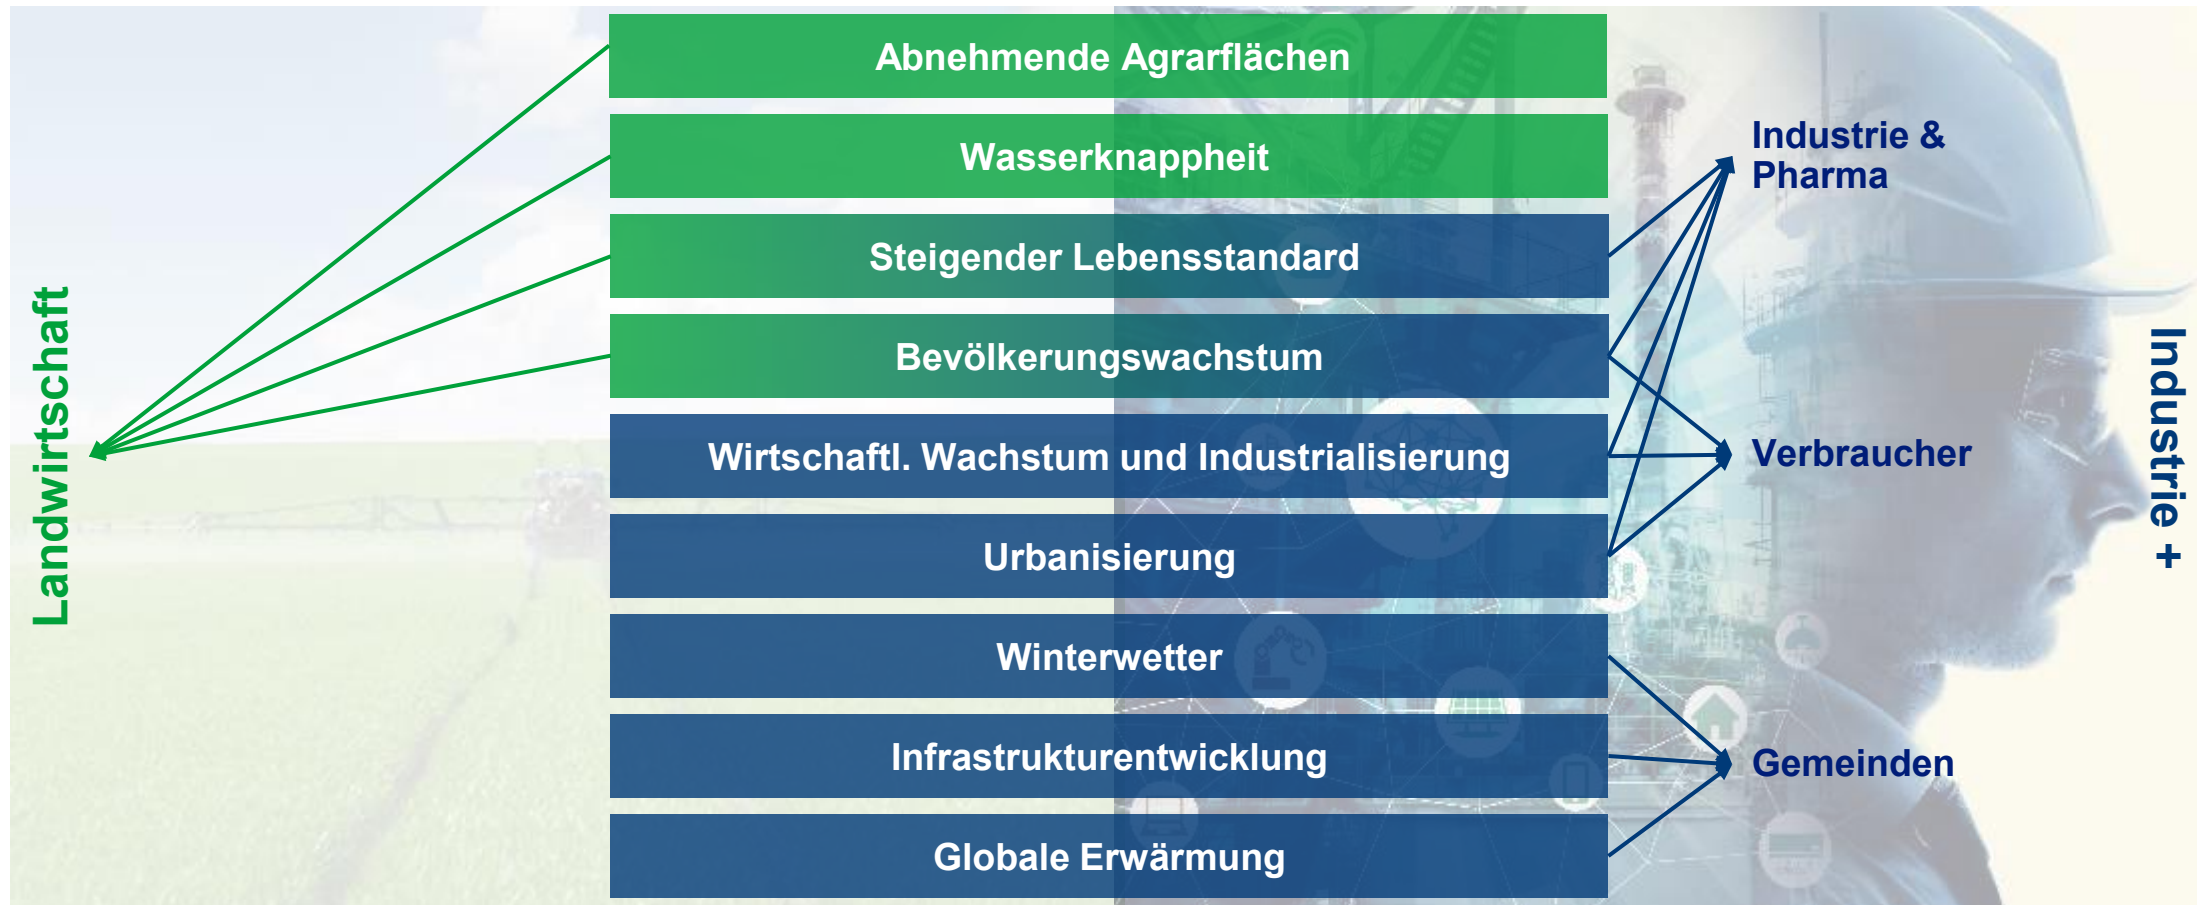 Landwirtschaft
Abnehmende Agrarflächen
Wasserknappheit
Steigender Lebensstandard
Bevölkerungswachstum
Wirtschaftl. Wachstum und Industrialisierung
Urbanisierung
Winterwetter
Infrastrukturentwicklung
Globale Erwärmung
Industrie &
Pharma
Verbraucher
Gemeinden
Industrie +